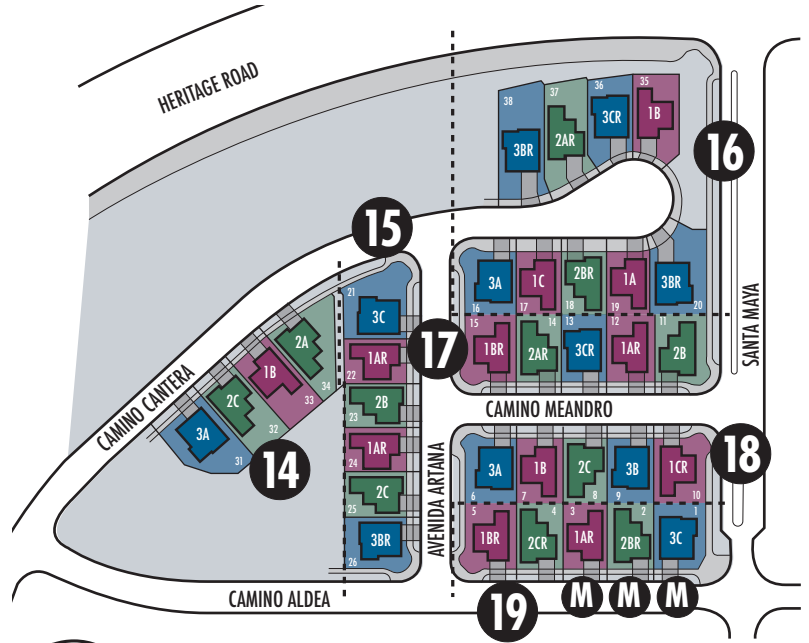 HERITAGE ROAD
35
36
37
38
1B
3CR
2AR
3BR
16
15
SANTA MAYA
21
3C
3A
1C
2BR
1A
3BR
16
17
18
19
20
2A
1B
2C
3A
34
33
32
31
1AR
22
17
15
14
13
12
11
1BR
2AR
3CR
1AR
2B
CAMINO CANTERA
2B
23
CAMINO MEANDRO
1AR
24
14
3A
1B
2C
3B
1CR
6
7
8
9
10
18
2C
25
AVENIDA ARTANA
5
4
3
2
1
1BR
2CR
1AR
2BR
3C
3BR
26
CAMINO ALDEA
19
M
M
M